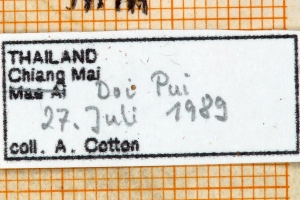 THAILAND
Chiang Mai
Mae Ai Doi Pui
27. Juli 1989
coll. A. Cotton